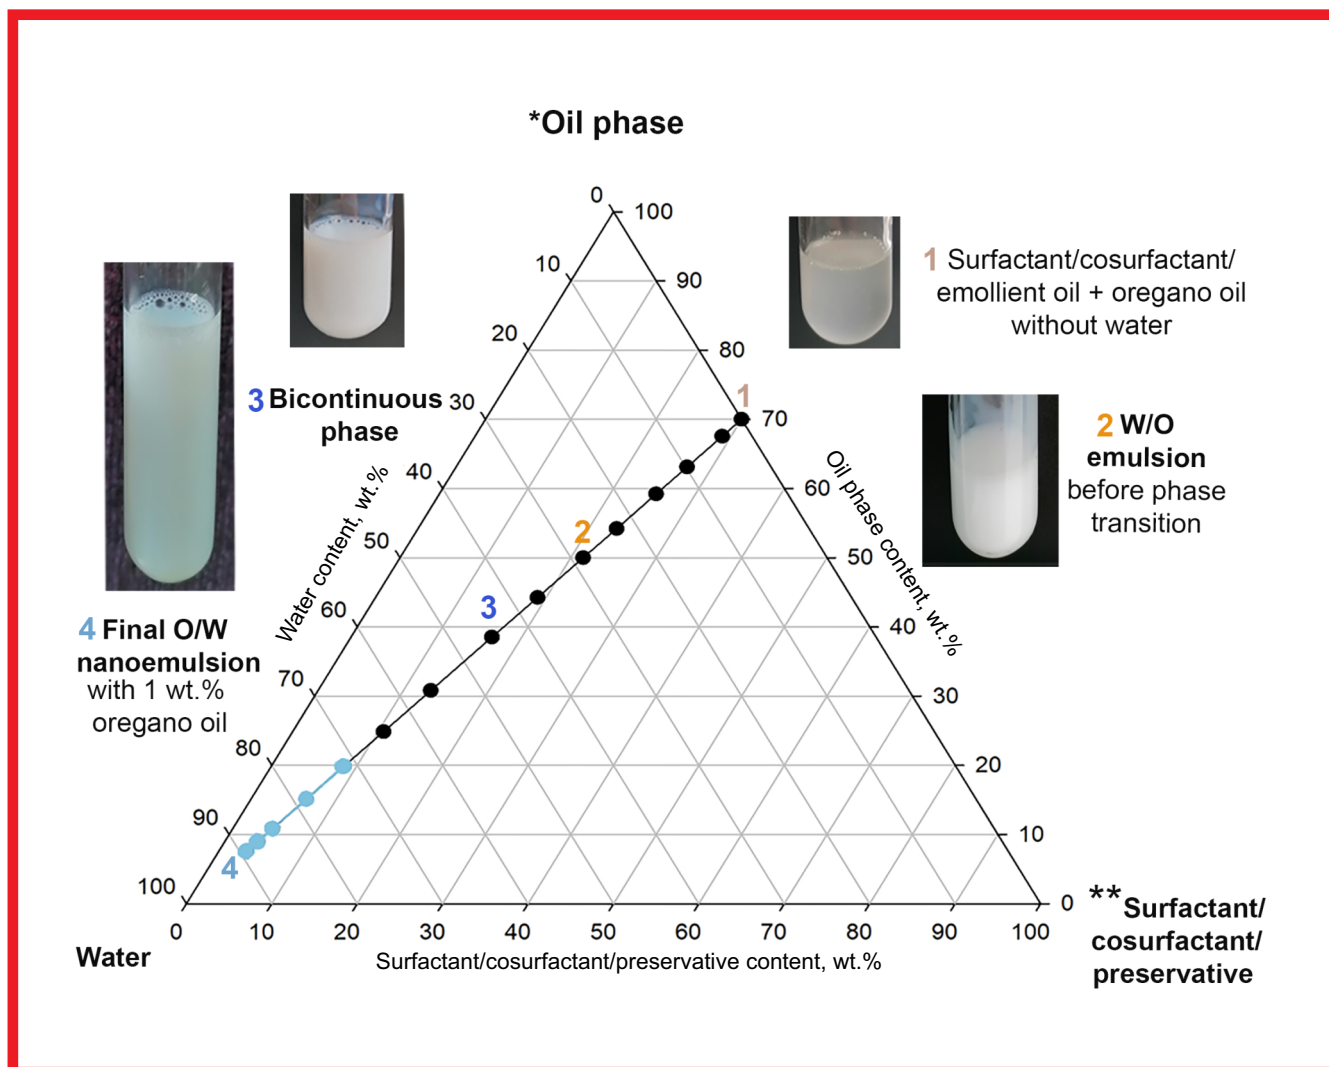 *Oil phase
1 Surfactant/cosurfactant/
emollient oil + oregano oil
without water
2 W/O
emulsion
before phase
transition
3 Bicontinuous
phase
4 Final O/W
nanoemulsion
with 1 wt.%
oregano oil
0
10
20
30
40
50
60
70
80
90
100
Water content, wt.%
100
90
80
70
60
50
40
30
20
10
0
Oil phase content, wt.%
1
2
3
4
0 10 20 30 40 50 60 70 80 90 100
Surfactant/cosurfactant/preservative content, wt.%
Water
**Surfactant/
cosurfactant/
preservative